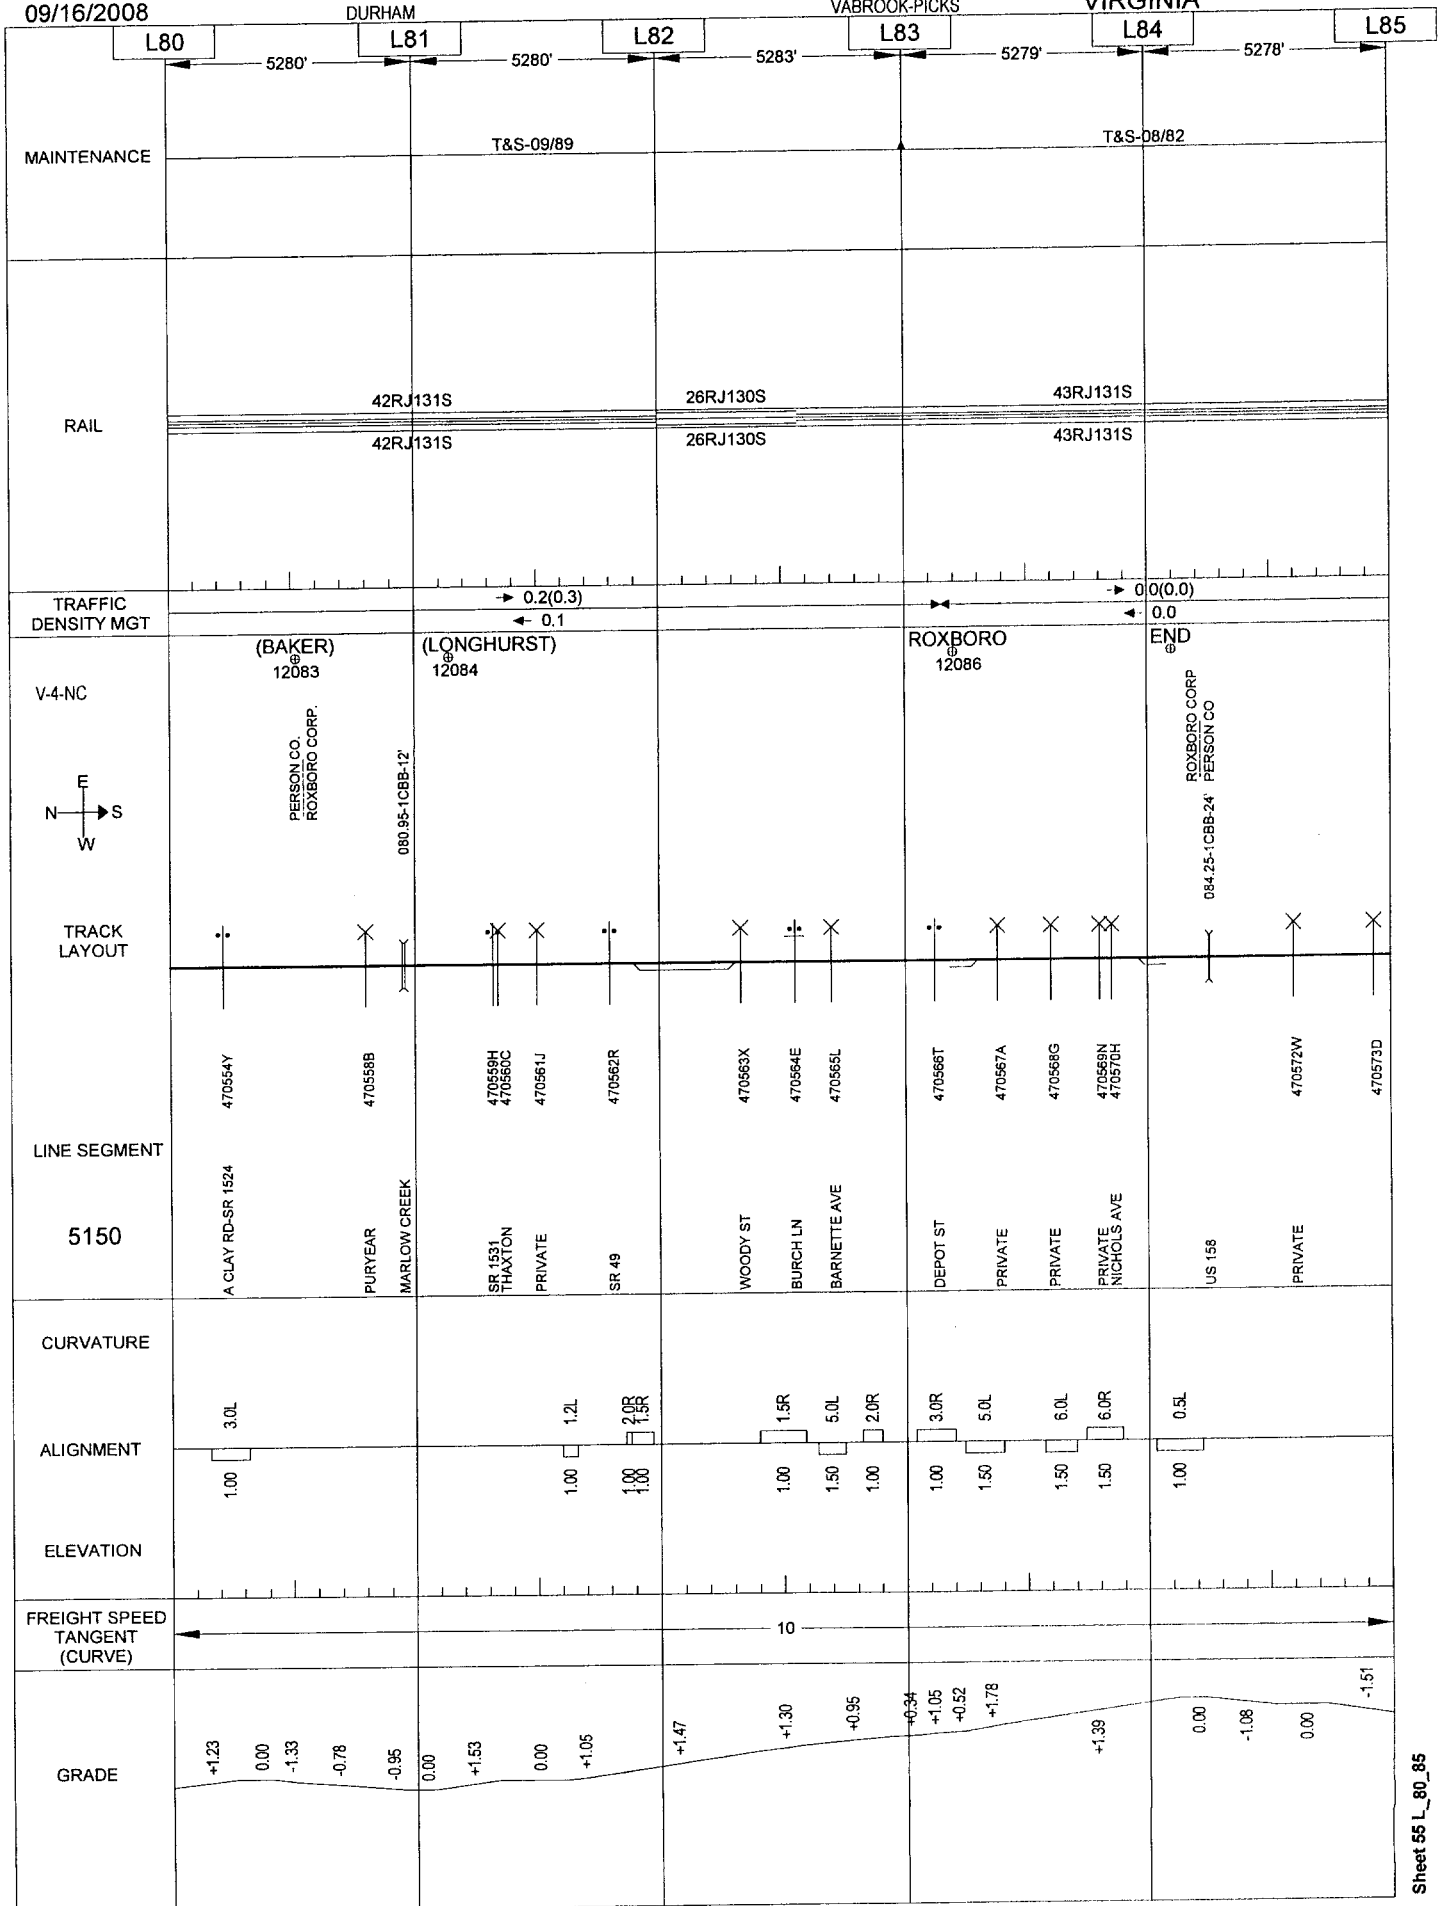 09/16/2008
DURHAM
VABROOK-PICKS
VIRGINIA
L80
L81
L82
L83
L84
L85
5280'
5280'
5283'
5279'
5278'
MAINTENANCE
T&S-09/89
T&S-08/82
RAIL
42RJ131S
26RJ130S
43RJ131S
42RJ131S
26RJ130S
43RJ131S
TRAFFIC
DENSITY MGT
0.2(0.3)
0.1
0.0(0.0)
0.0
(BAKER)
12083
(LONGHURST)
12084
ROXBORO
12086
END
V-4-NC
E
N
S
W
PERSON CO.
ROXBORO CORP.
080.95-1CBB-12'
ROXBORO CORP
PERSON CO
084.25-1CBB-24'
TRACK
LAYOUT
470554Y
470558B
470559H
470560C
470561J
470562R
470563X
470564E
470565L
470566T
470567A
470568G
470569N
470570H
470572W
470573D
LINE SEGMENT
5150
A CLAY RD-SR 1524
PURYEAR
MARLOW CREEK
SR 1531
THAXTON
PRIVATE
SR 49
WOODY ST
BURCH LN
BARNETTE AVE
DEPOT ST
PRIVATE
PRIVATE
PRIVATE
NICHOLS AVE
US 158
PRIVATE
CURVATURE
3.0L
1.2L
2.0R
1.5R
1.5R
5.0L
2.0R
3.0R
5.0L
6.0L
6.0R
0.5L
ALIGNMENT
1.00
1.00
1.00
1.00
1.00
1.50
1.00
1.00
1.50
1.50
1.50
1.00
ELEVATION
FREIGHT SPEED
TANGENT
(CURVE)
10
GRADE
+1.23
0.00
-1.33
-0.78
-0.95
0.00
+1.53
0.00
+1.05
+1.47
+1.30
+0.95
+0.34
+1.05
+0.52
+1.78
+1.39
0.00
-1.08
0.00
-1.51
Sheet 55 L_80_85